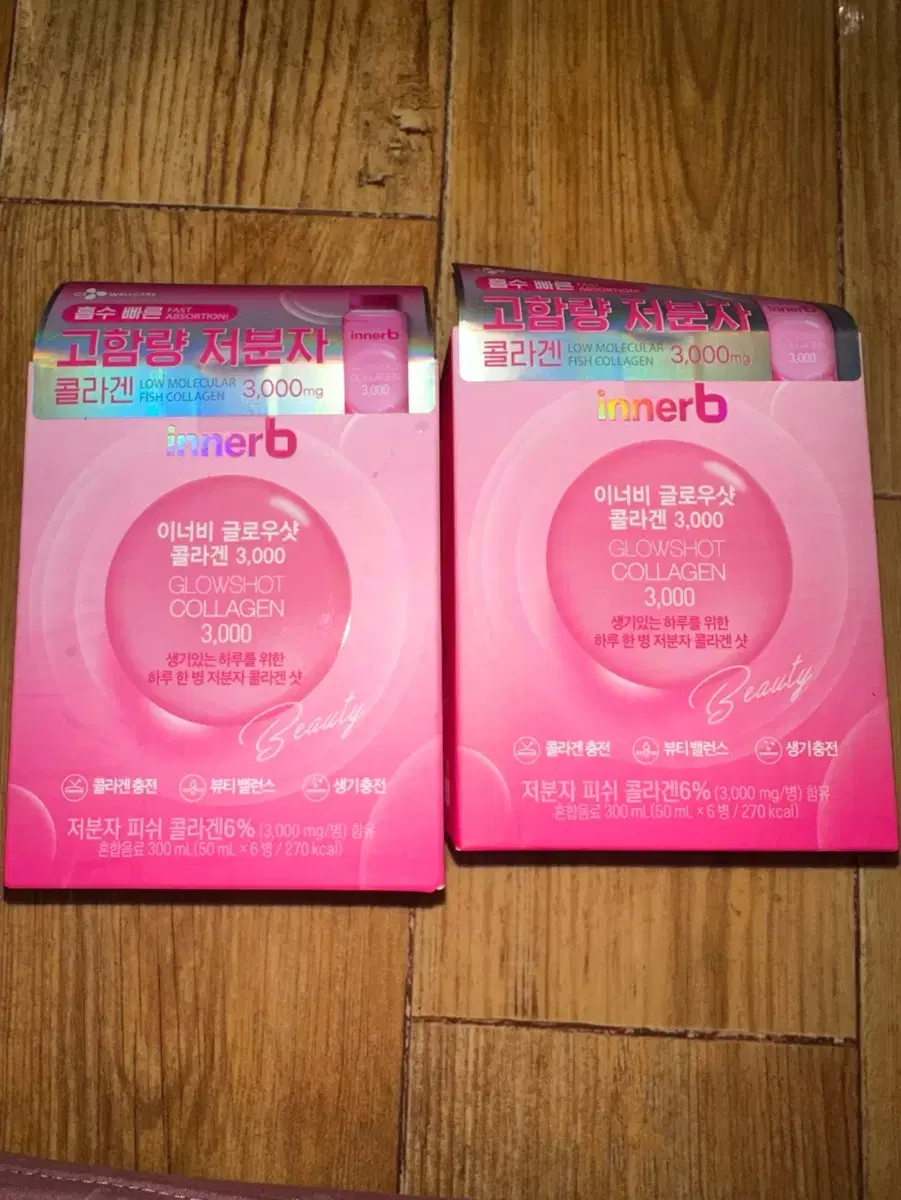 CJ WELLCARE
흡수 빠른 FAST ABSORTION!
고함량 저분자
콜라겐 LOW MOLECULAR FISH COLLAGEN 3,000mg
innerb
COLLAGEN
3,000
innerb
이너비 글로우샷
콜라겐 3,000
GLOWSHOT
COLLAGEN
3,000
생기있는 하루를 위한
하루 한 병 저분자 콜라겐 샷
Beauty
콜라겐 충전 뷰티 밸런스 생기 충전
저분자 피쉬 콜라겐6% (3,000 mg/병) 함유
혼합음료 300 mL(50 mL × 6 병 / 270 kcal)
흡수 빠른 FAST ABSORTION!
고함량 저분자
콜라겐 LOW MOLECULAR FISH COLLAGEN 3,000mg
innerb
COLLAGEN
3,000
innerb
이너비 글로우샷
콜라겐 3,000
GLOWSHOT
COLLAGEN
3,000
생기있는 하루를 위한
하루 한 병 저분자 콜라겐 샷
Beauty
콜라겐 충전 뷰티 밸런스 생기 충전
저분자 피쉬 콜라겐6% (3,000 mg/병) 함유
혼합음료 300 mL(50 mL × 6 병 / 270 kcal)